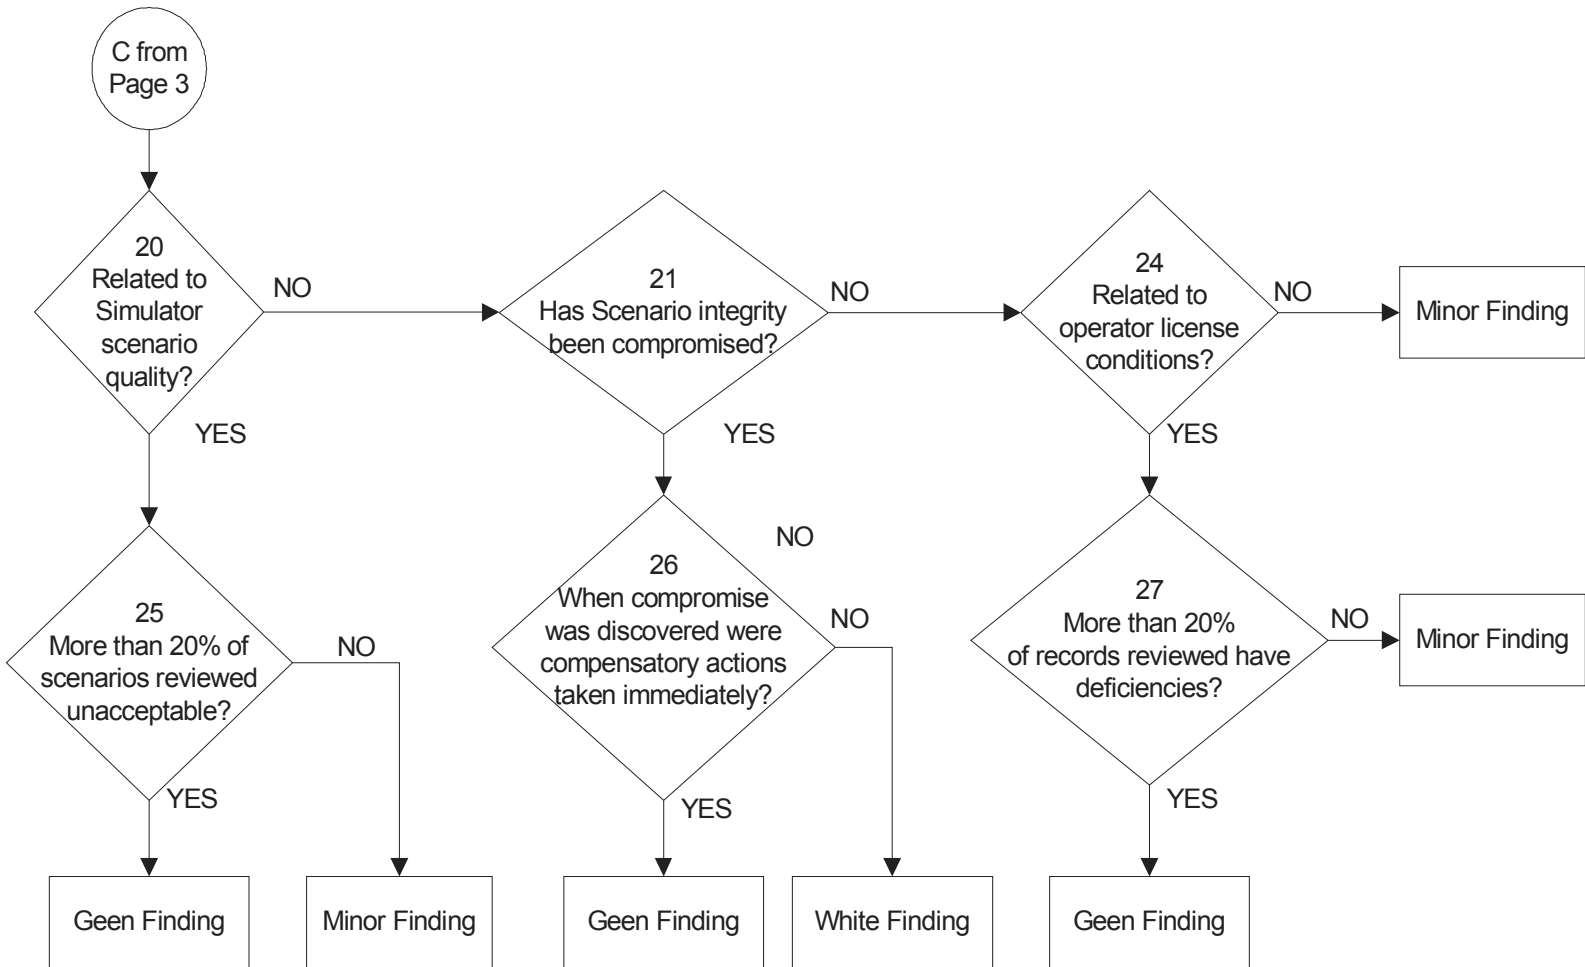 C from
Page 3
20
Related to
Simulator
scenario
quality?
NO
21
Has Scenario integrity
been compromised?
NO
24
Related to
operator license
conditions?
NO
Minor Finding
YES
YES
YES
25
More than 20% of
scenarios reviewed
unacceptable?
NO
NO
26
When compromise
was discovered were
compensatory actions
taken immediately?
NO
27
More than 20%
of records reviewed have
deficiencies?
NO
Minor Finding
YES
YES
YES
Geen Finding
Minor Finding
Geen Finding
White Finding
Geen Finding